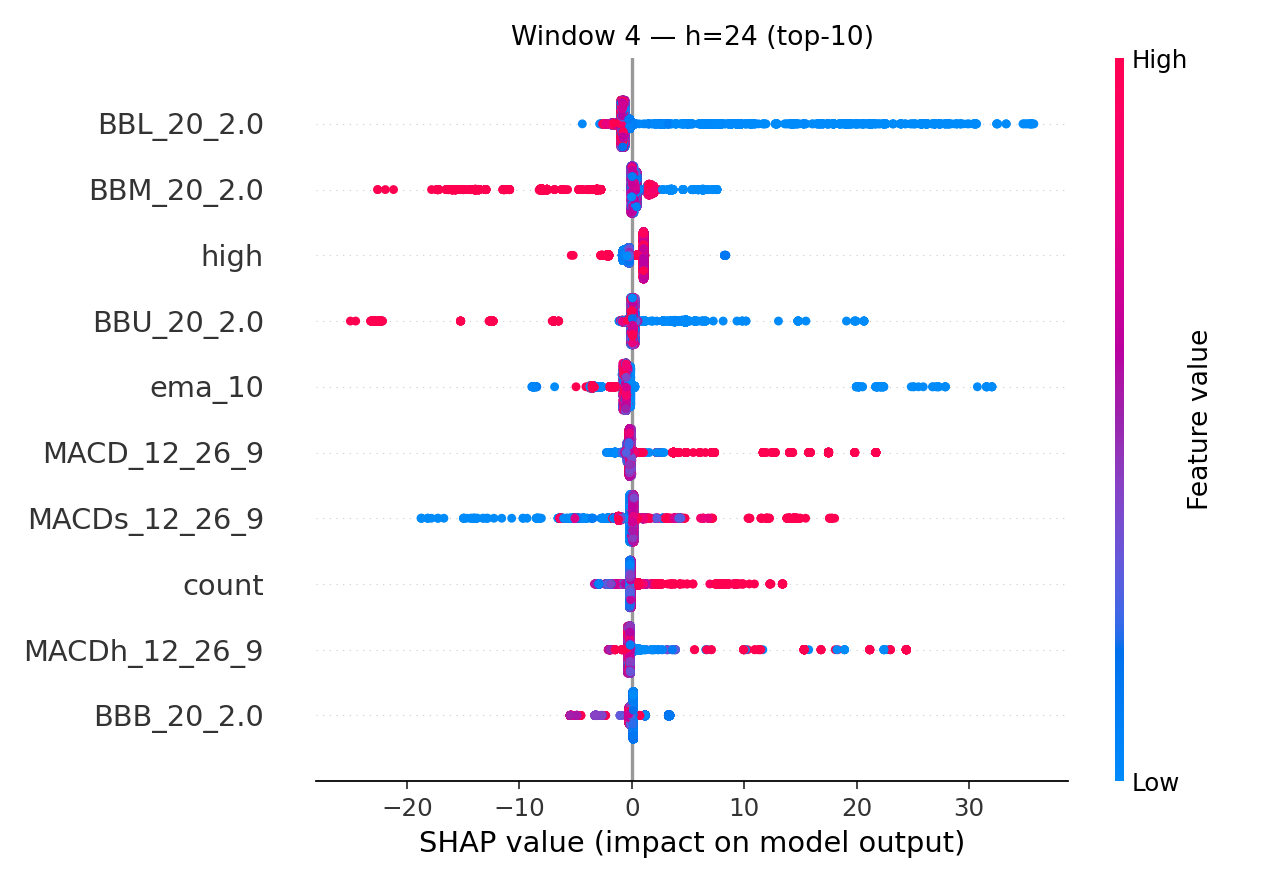 Window 4 — h=24 (top-10)
High
BBL_20_2.0
BBM_20_2.0
high
BBU_20_2.0
ema_10
MACD_12_26_9
MACDs_12_26_9
count
MACDh_12_26_9
BBB_20_2.0
Feature value
Low
−20 −10 0 10 20 30
SHAP value (impact on model output)